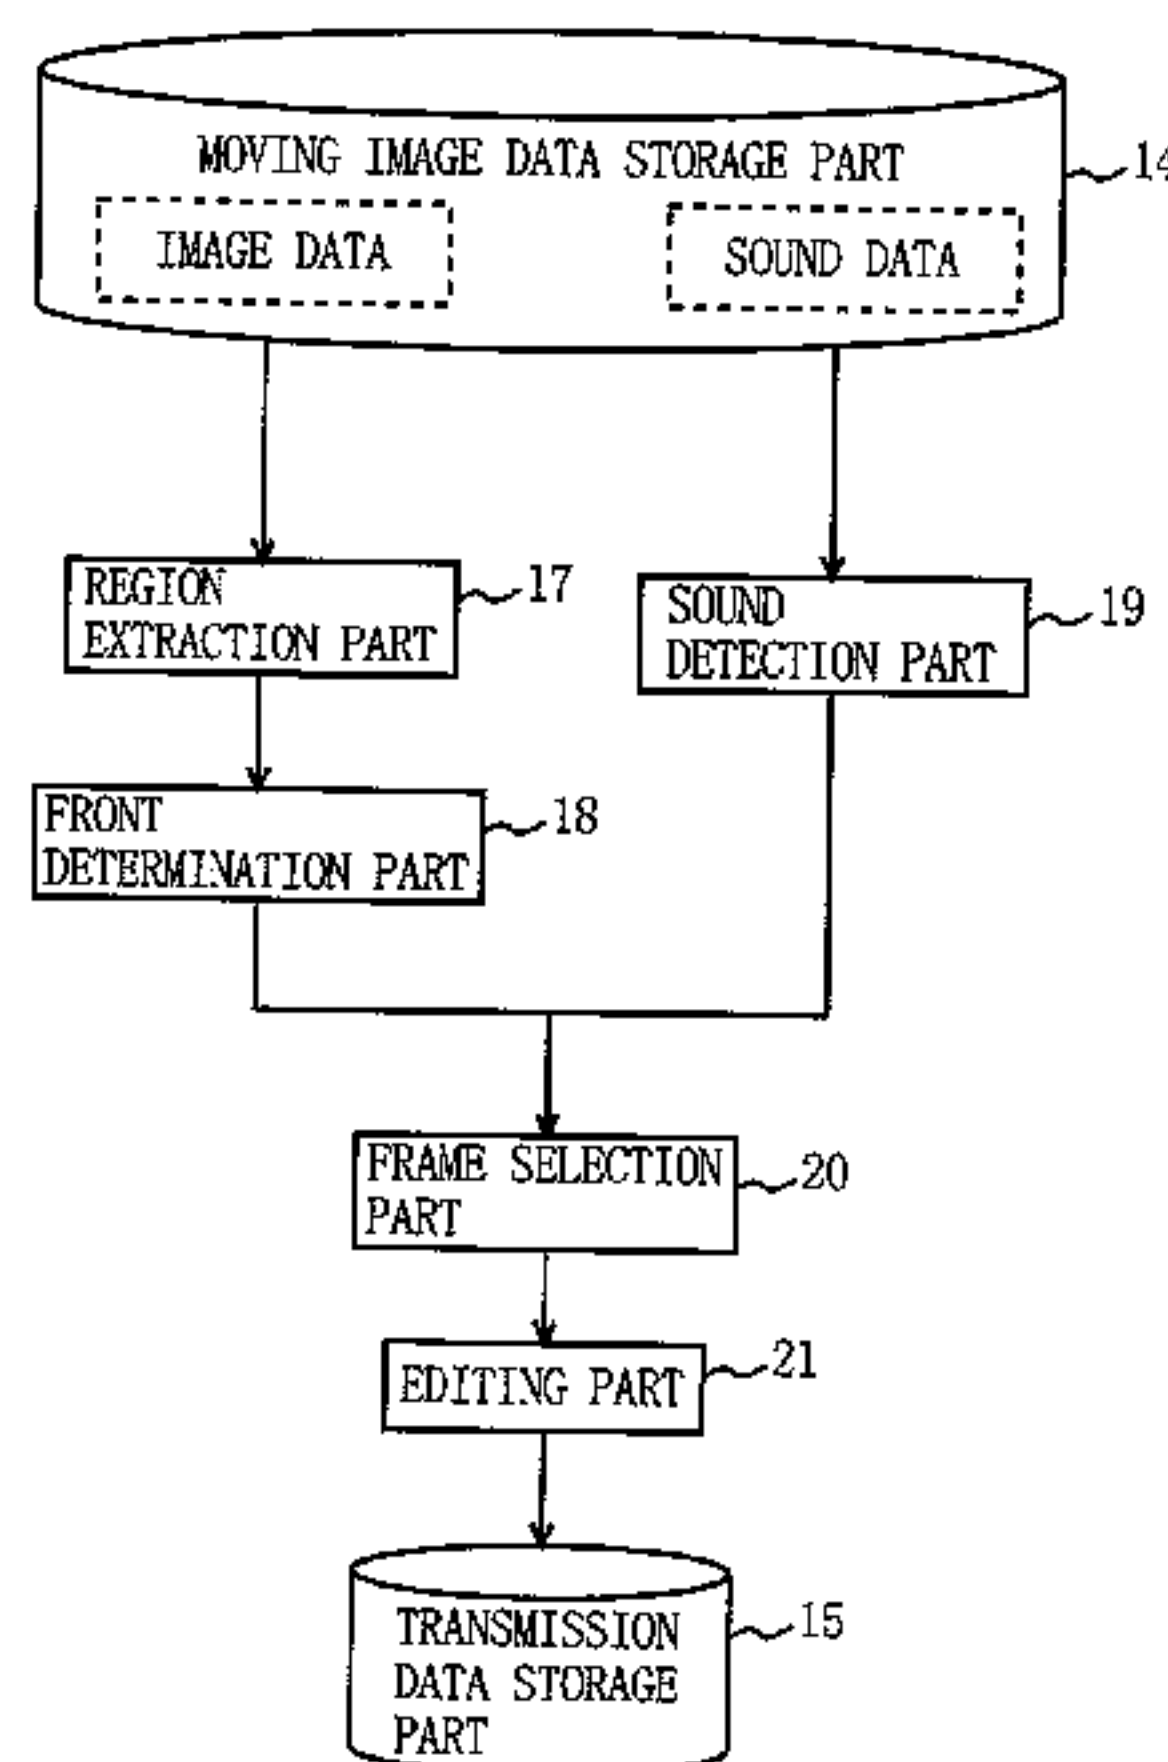 MOVING IMAGE DATA STORAGE PART
14
IMAGE DATA
SOUND DATA
REGION
EXTRACTION PART
17
SOUND
DETECTION PART
19
FRONT
DETERMINATION PART
18
FRAME SELECTION
PART
20
EDITING PART
21
TRANSMISSION
DATA STORAGE
PART
15